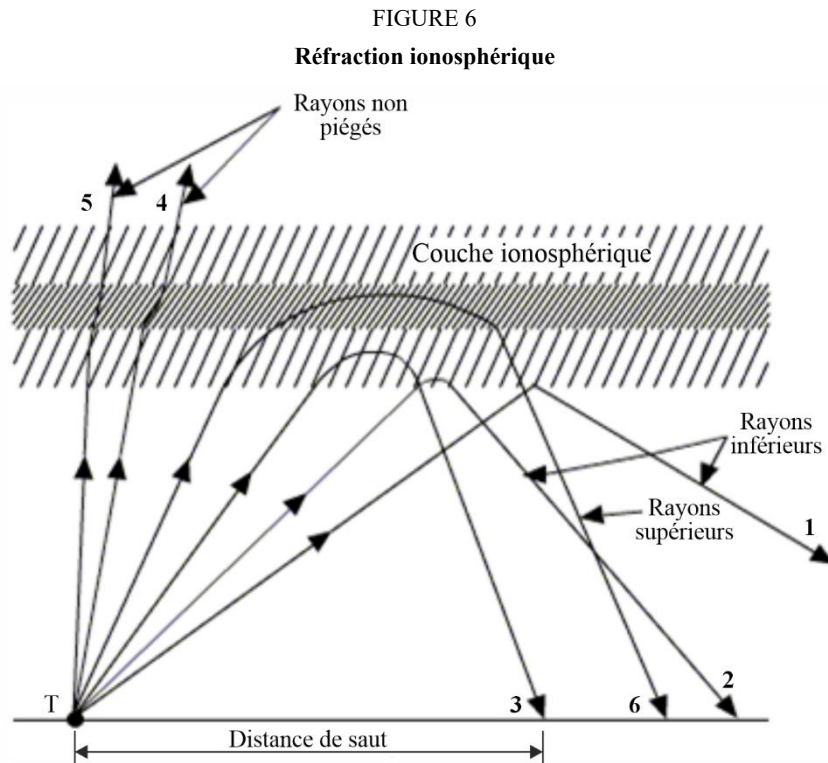 FIGURE 6
Réfraction ionosphérique
Rayons non
piégés
5
4
Couche ionosphérique
Rayons
inférieurs
Rayons
supérieurs
1
T
3
6
2
Distance de saut